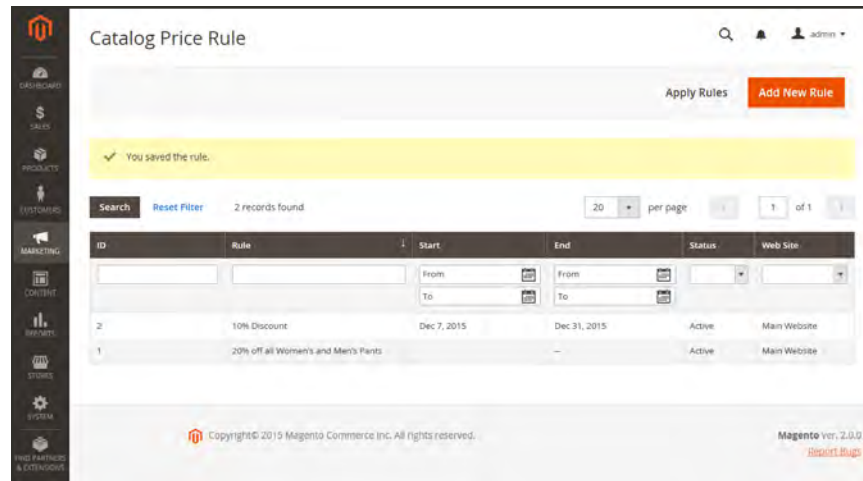 Catalog Price Rule
admin
DASHBOARD
Apply Rules
Add New Rule
SALES
You saved the rule.
PRODUCTS
CUSTOMERS
Search Reset Filter 2 records found 20 per page 1 of 1
MARKETING
ID Rule ↓ Start End Status Web Site
From From
CONTENT
To To
REPORTS
2 10% Discount Dec 7, 2015 Dec 31, 2015 Active Main Website
1 20% off all Women's and Men's Pants -- Active Main Website
STORES
SYSTEM
Copyright© 2015 Magento Commerce Inc. All rights reserved.
Magento ver. 2.0.0
Report Bugs
FIND PARTNERS
& EXTENSIONS